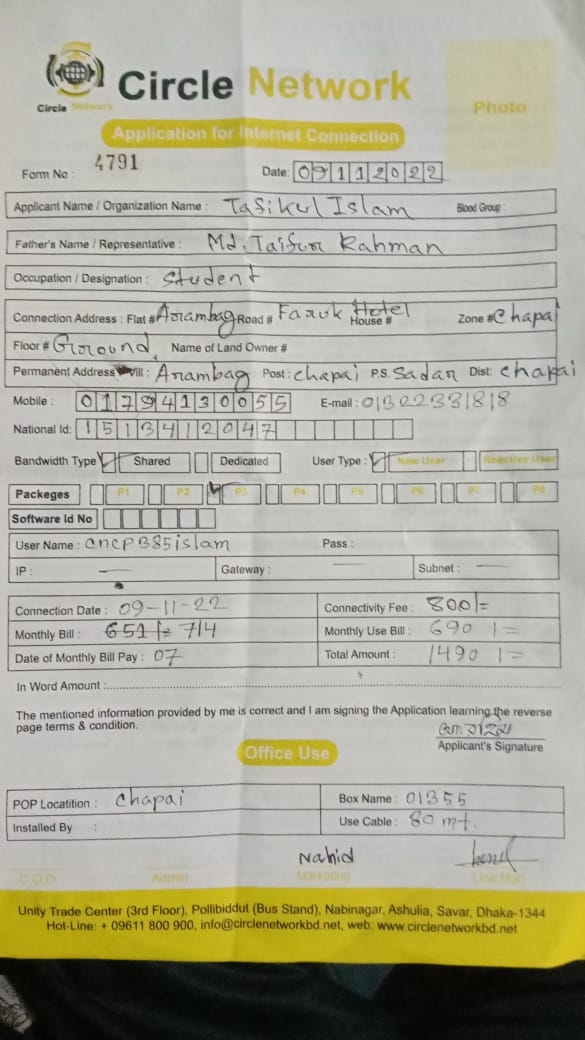 Circle Network
Circle Network
Photo
Application for Internet Connection
Form No : 4791
Date: 09112022
Applicant Name / Organization Name : Tasikul Islam Blood Group :
Father's Name / Representative : Md. Taifur Rahman
Occupation / Designation : Student
Connection Address : Flat # Arambag Road # Faruk Hotel House # Zone # Chapai
Floor # Ground. Name of Land Owner #
Permanent Address Vill : Arambag Post : chapai P.S. Sadar Dist: chapai
Mobile : 01794130055 E-mail : 01322331818
National Id: 1513412047
Bandwidth Type Shared Dedicated User Type : New User Reactive User
Packeges P1 P2 P3 P4 P5 P6 P7 P8
Software Id No
User Name : cncp385islam Pass :
IP : — Gateway : — Subnet : —
Connection Date : 09-11-22 Connectivity Fee : 800/=
Monthly Bill : 651/= 714 Monthly Use Bill : 690/=
Date of Monthly Bill Pay : 07 Total Amount : 1490/=
In Word Amount :
The mentioned information provided by me is correct and I am signing the Application learning the reverse
page terms & condition.
Applicant's Signature
Office Use
POP Locatition : chapai Box Name : 01355
Installed By : Use Cable : 80 mt.
Nahid
C.O.O Admin Marketing Line Man
Unity Trade Center (3rd Floor), Pollibiddut (Bus Stand), Nabinagar, Ashulia, Savar, Dhaka-1344
Hot-Line: + 09611 800 900, info@circlenetworkbd.net, web: www.circlenetworkbd.net